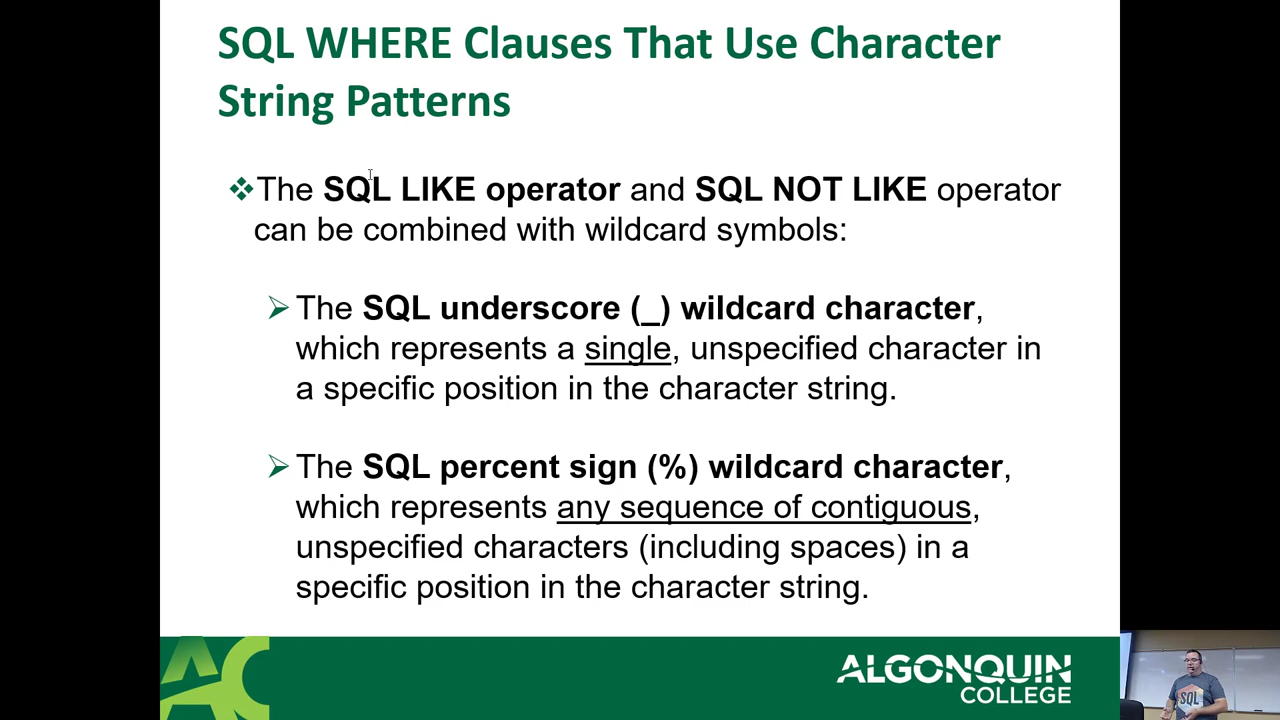 SQL WHERE Clauses That Use Character
String Patterns
The SQL LIKE operator and SQL NOT LIKE operator
can be combined with wildcard symbols:
The SQL underscore (_) wildcard character,
which represents a single, unspecified character in
a specific position in the character string.
The SQL percent sign (%) wildcard character,
which represents any sequence of contiguous,
unspecified characters (including spaces) in a
specific position in the character string.
AC
ALGONQUIN
COLLEGE
SQL